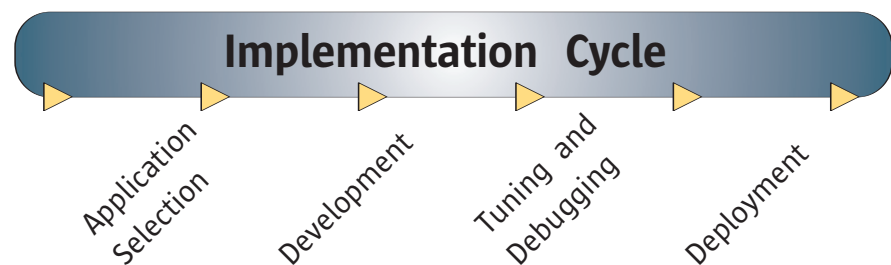 Implementation Cycle
Application
Selection
Development
Tuning and
Debugging
Deployment